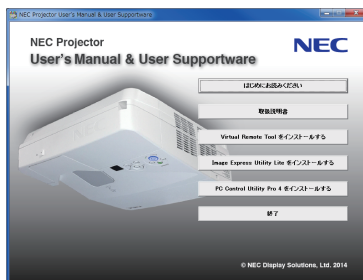 NEC Projector User's Manual & User Supportware
NEC Projector
User's Manual & User Supportware
NEC
はじめにお読みください
取扱説明書
Virtual Remote Tool をインストールする
Image Express Utility Lite をインストールする
PC Control Utility Pro 4 をインストールする
終了
© NEC Display Solutions, Ltd. 2014